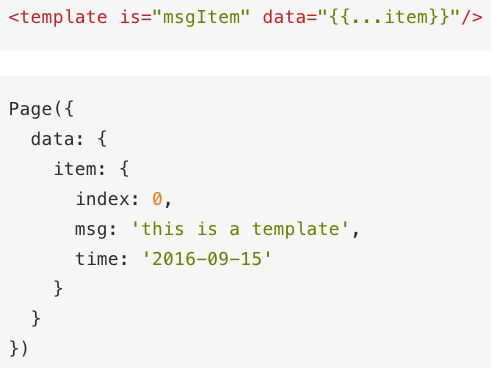 <template is="msgItem" data="{{...item}}"/>
Page({
  data: {
    item: {
      index: 0,
      msg: 'this is a template',
      time: '2016-09-15'
    }
  }
})